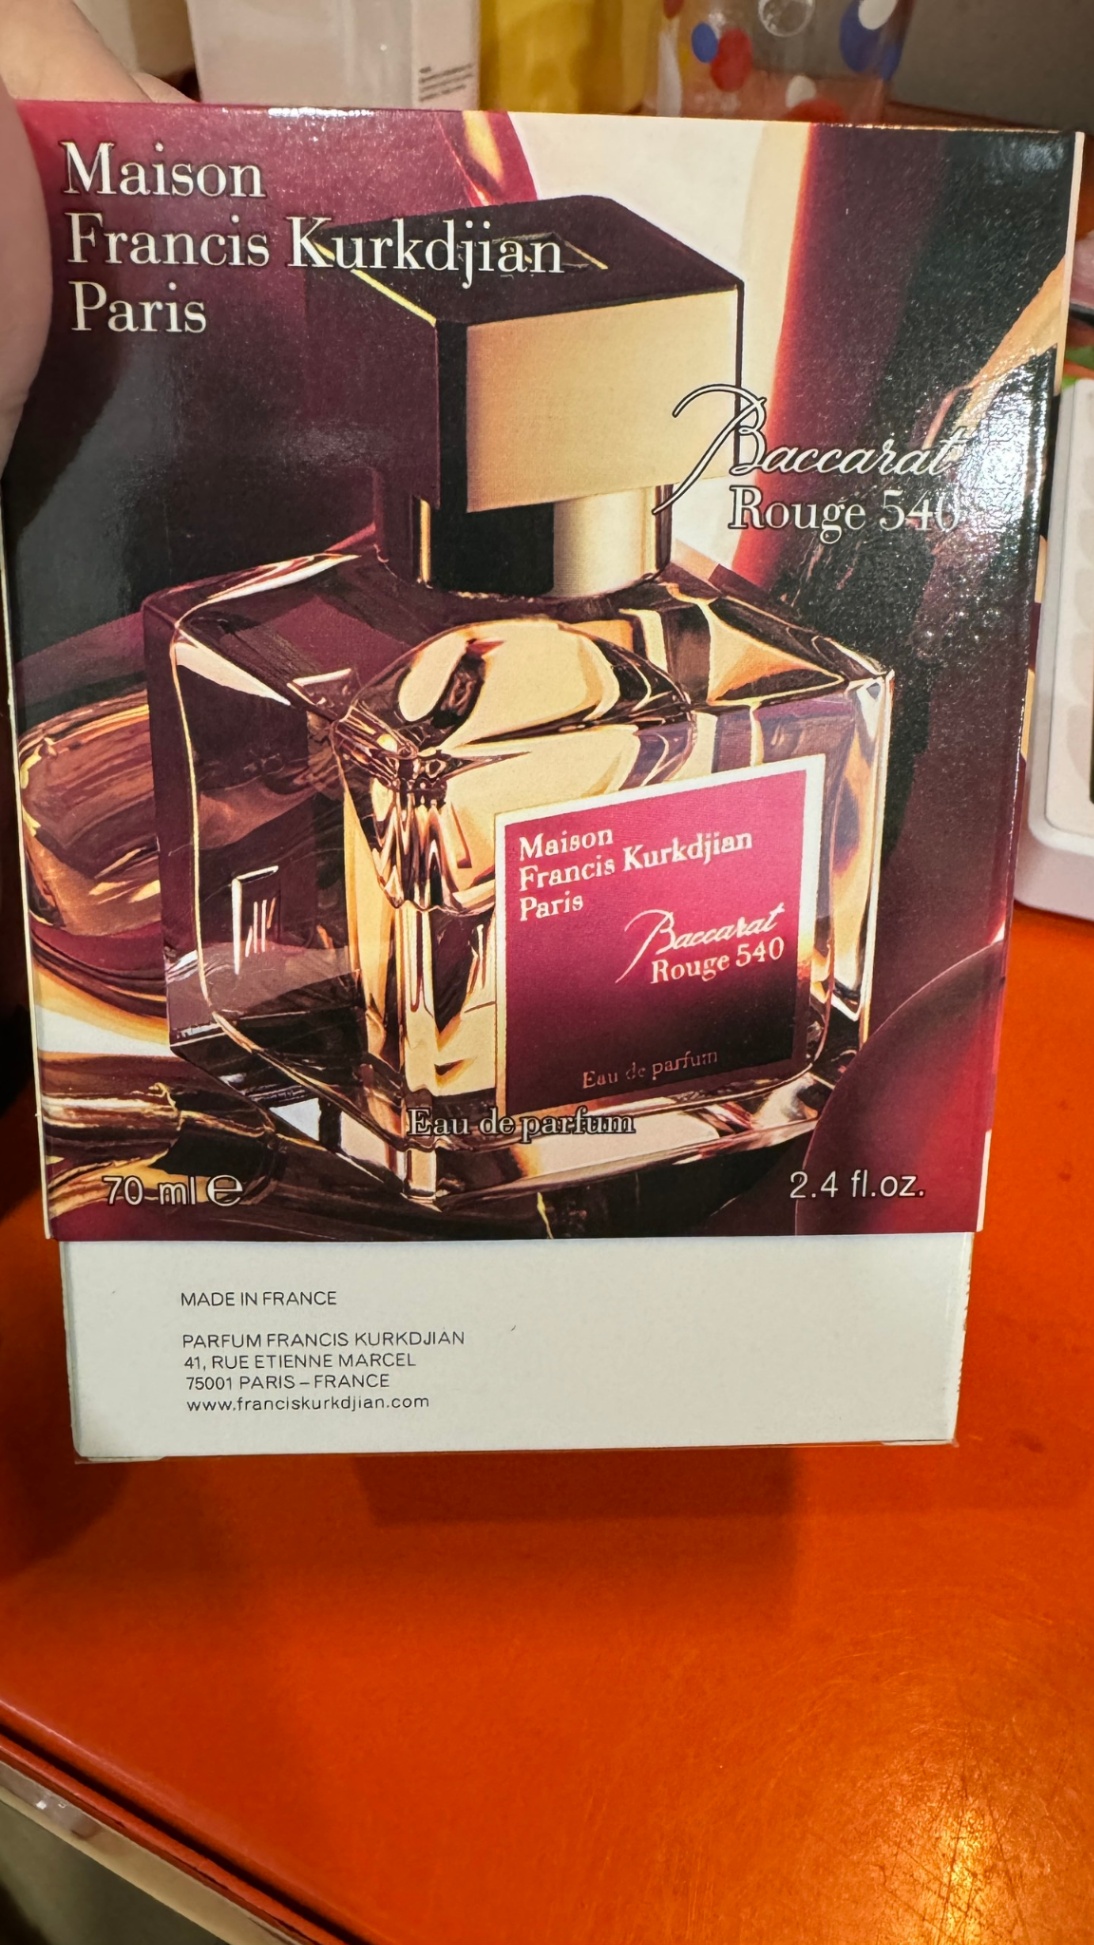 Maison
Francis Kurkdjian
Paris
Baccarat
Rouge 540
Maison
Francis Kurkdjian
Paris
Baccarat
Rouge 540
Eau de parfum
Eau de parfum
70 ml ℮
2.4 fl.oz.
MADE IN FRANCE
PARFUM FRANCIS KURKDJIAN
41, RUE ETIENNE MARCEL
75001 PARIS – FRANCE
www.franciskurkdjian.com